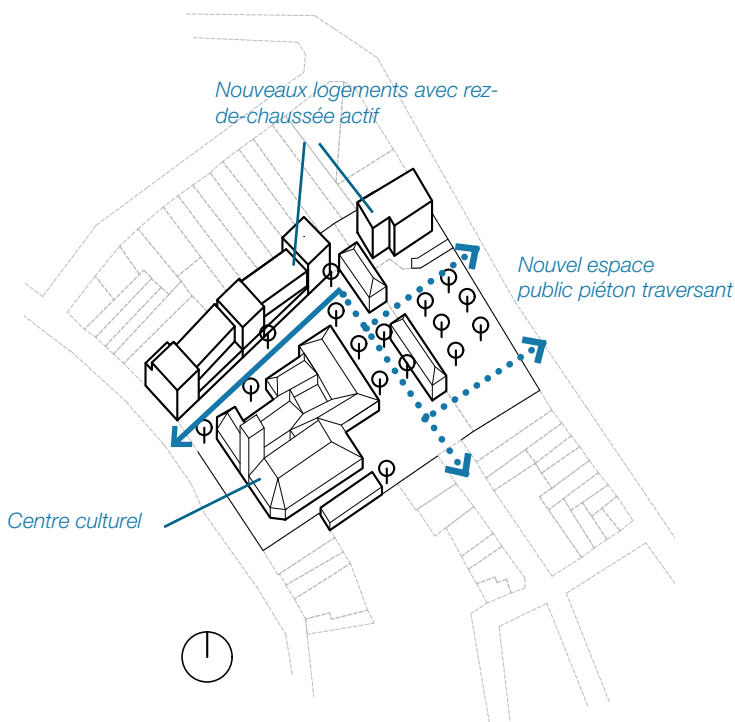 Nouveaux logements avec rez-
de-chaussée actif
Nouvel espace
public piéton traversant
Centre culturel